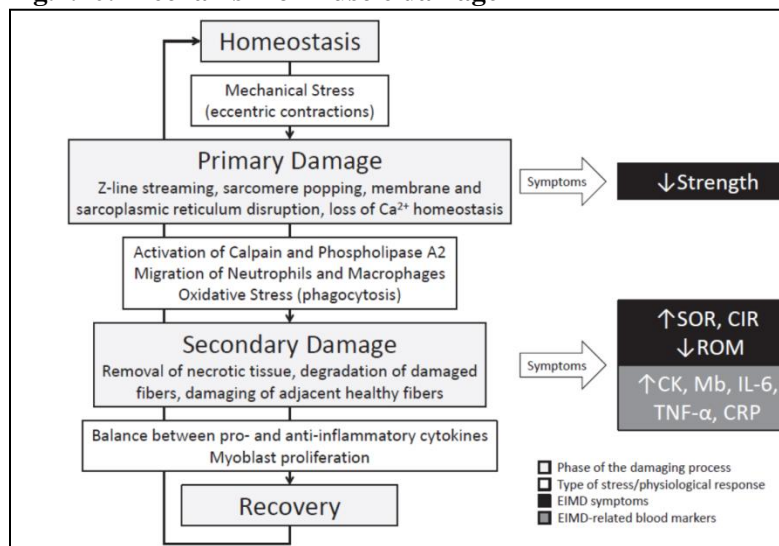 Homeostasis
Mechanical Stress
(eccentric contractions)
Primary Damage
Z-line streaming, sarcomere popping, membrane and
sarcoplasmic reticulum disruption, loss of Ca²⁺ homeostasis
Symptoms
↓Strength
Activation of Calpain and Phospholipase A2
Migration of Neutrophils and Macrophages
Oxidative Stress (phagocytosis)
Secondary Damage
Removal of necrotic tissue, degradation of damaged
fibers, damaging of adjacent healthy fibers
Symptoms
↑SOR, CIR
↓ROM
↑CK, Mb, IL-6,
TNF-α, CRP
Balance between pro- and anti-inflammatory cytokines
Myoblast proliferation
Recovery
Phase of the damaging process
Type of stress/physiological response
EIMD symptoms
EIMD-related blood markers